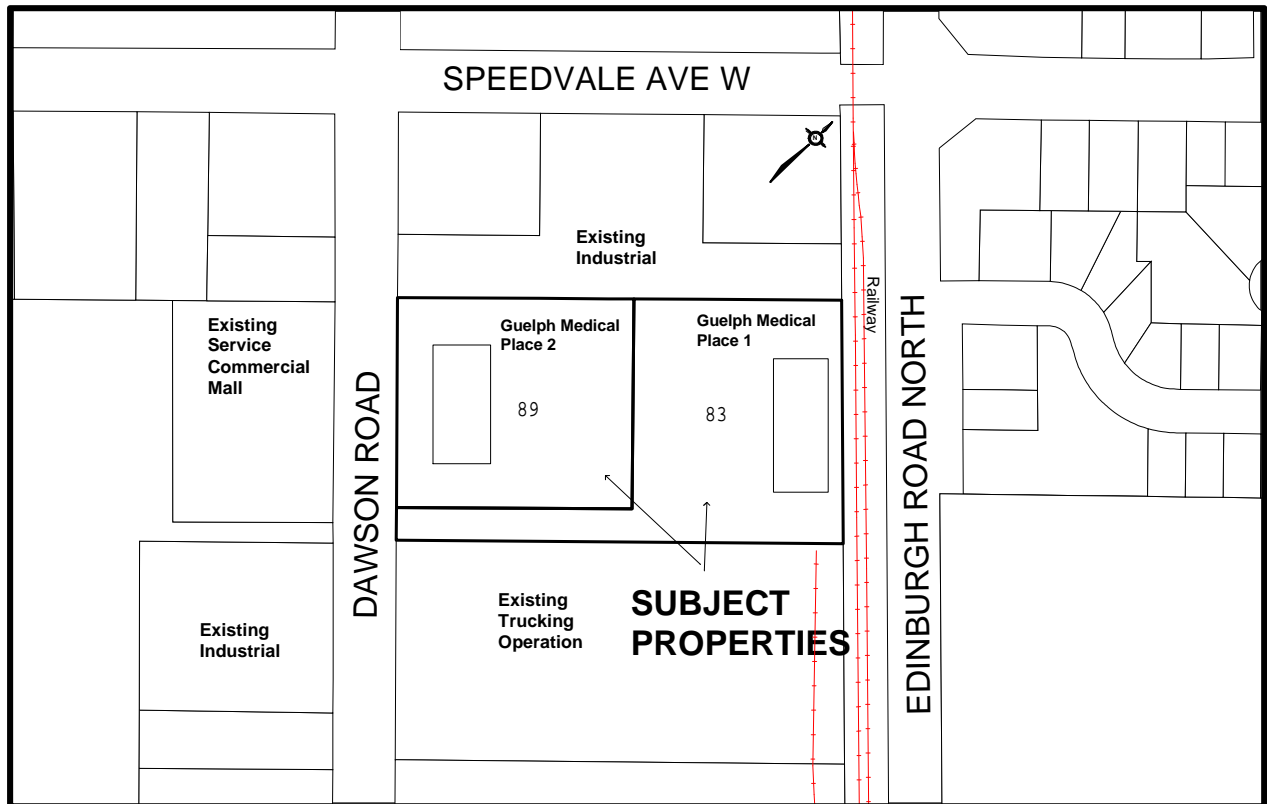 SPEEDVALE AVE W
N
Existing
Industrial
Railway
Existing
Service
Commercial
Mall
Guelph Medical
Place 2
Guelph Medical
Place 1
89
83
DAWSON ROAD
EDINBURGH ROAD NORTH
Existing
Industrial
Existing
Trucking
Operation
SUBJECT
PROPERTIES